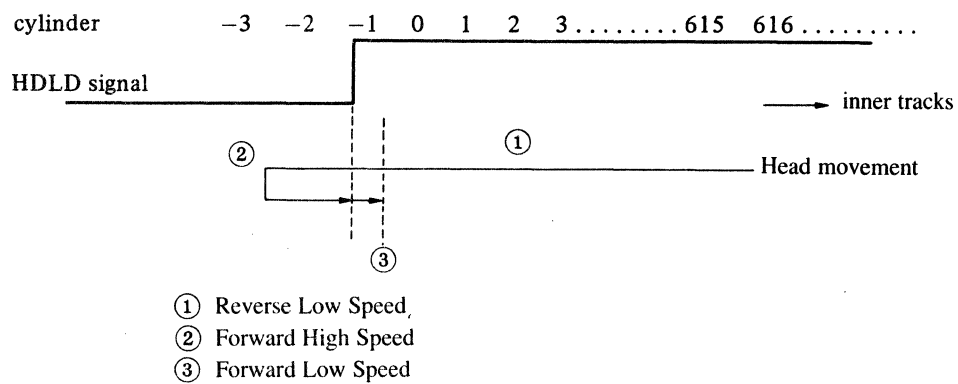 cylinder −3 −2 −1 0 1 2 3........615 616.........
HDLD signal
inner tracks
①
②
Head movement
③
① Reverse Low Speed
② Forward High Speed
③ Forward Low Speed